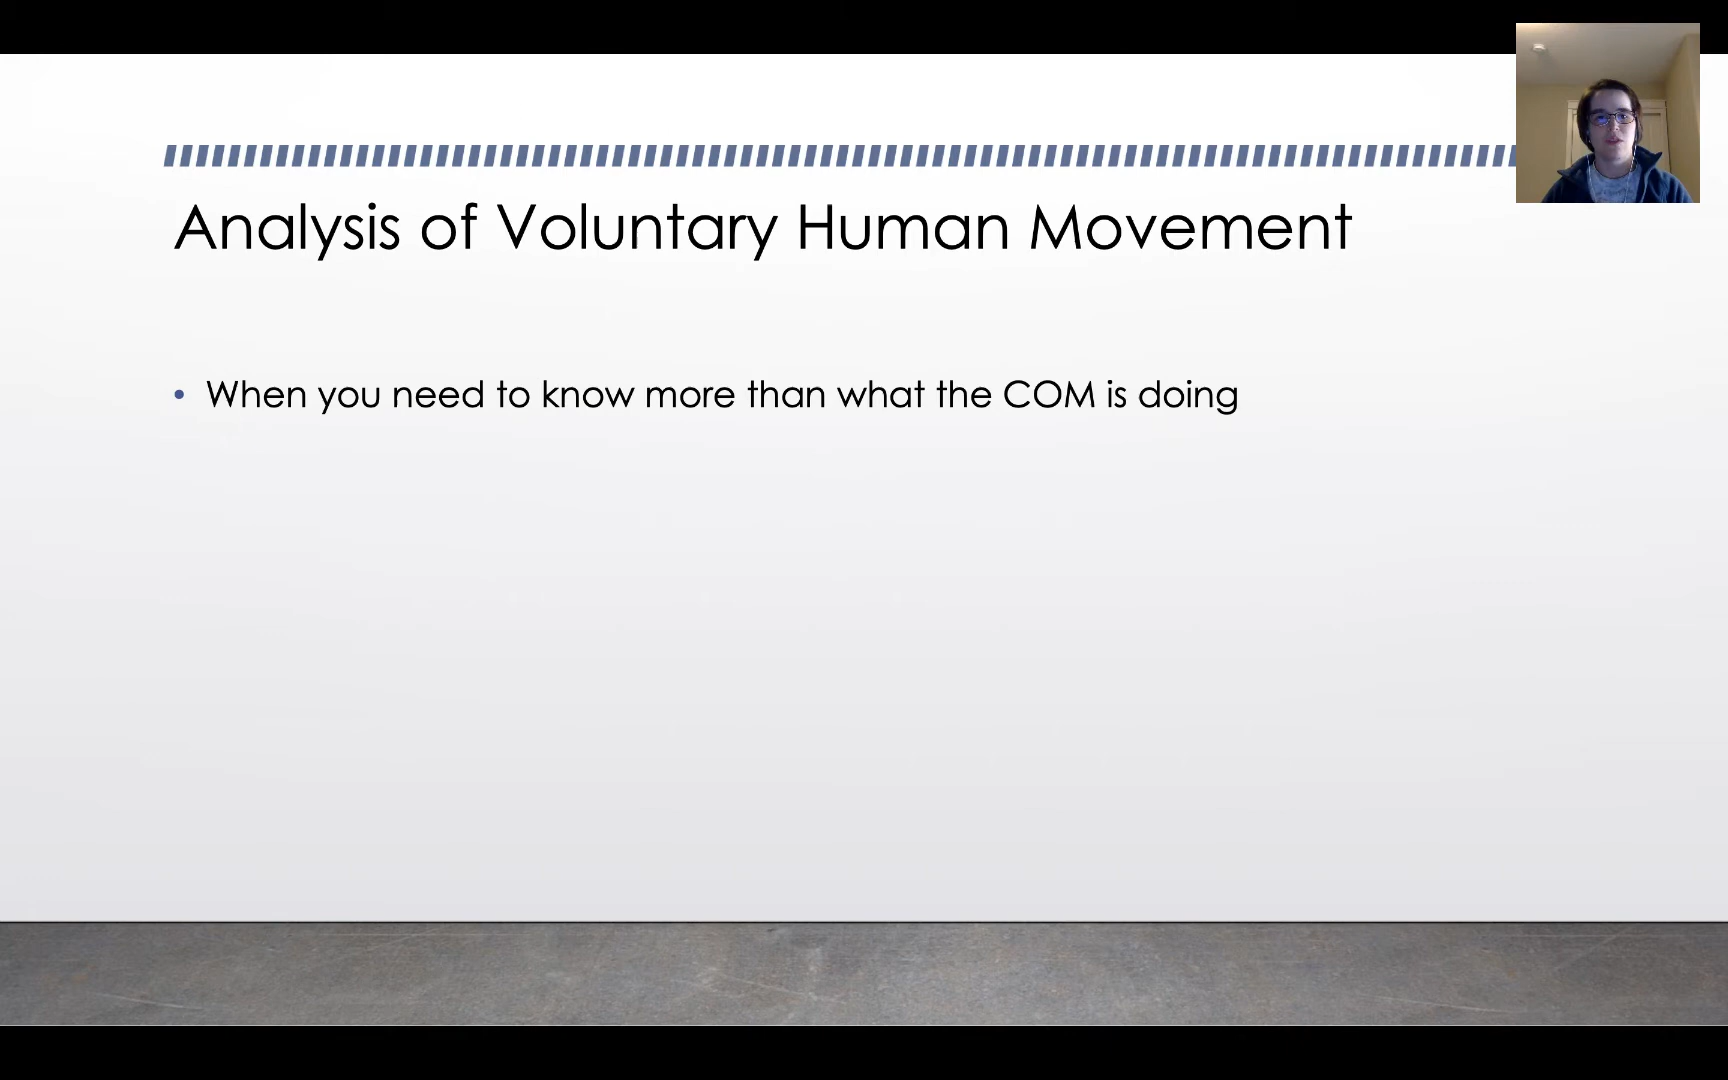 Analysis of Voluntary Human Movement
• When you need to know more than what the COM is doing